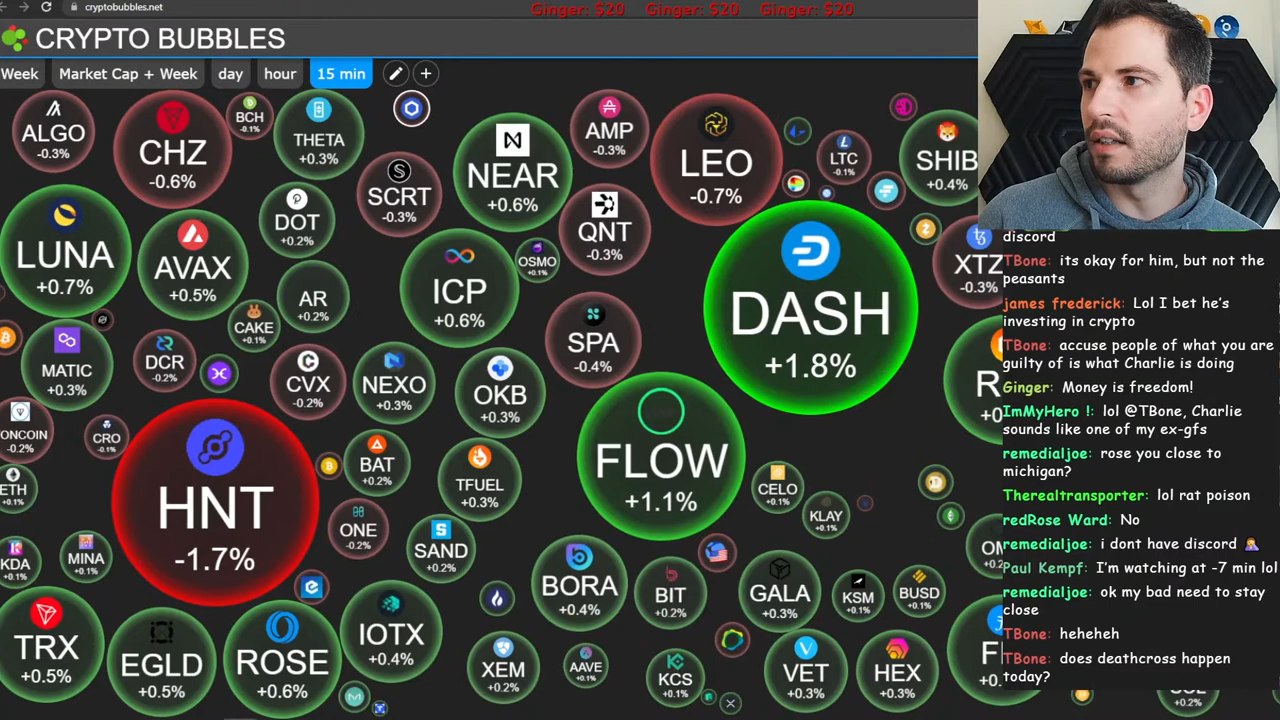 cryptobubbles.net
Ginger: $20 Ginger: $20 Ginger: $20
CRYPTO BUBBLES
Week
Market Cap + Week
day
hour
15 min
ALGO
-0.3%
CHZ
-0.6%
BCH
-0.1%
THETA
+0.3%
SCRT
-0.3%
NEAR
+0.6%
AMP
-0.3%
LEO
-0.7%
LTC
-0.1%
SHIB
+0.4%
LUNA
+0.7%
AVAX
+0.5%
DOT
+0.2%
AR
+0.2%
ICP
+0.6%
OSMO
+0.1%
QNT
-0.3%
DASH
+1.8%
XTZ
-0.3%
MATIC
+0.3%
DCR
-0.2%
CAKE
+0.1%
CVX
-0.2%
NEXO
+0.3%
OKB
+0.3%
SPA
-0.4%
FLOW
+1.1%
R
+0
ONCOIN
-0.2%
CRO
-0.1%
HNT
-1.7%
BAT
+0.2%
TFUEL
+0.3%
CELO
+0.1%
KLAY
+0.1%
ETH
+0.1%
KDA
+0.1%
MINA
+0.1%
ONE
-0.2%
SAND
+0.2%
BORA
+0.4%
BIT
+0.2%
GALA
+0.3%
KSM
+0.1%
BUSD
+0.1%
OM
+0.2
TRX
+0.5%
EGLD
+0.5%
ROSE
+0.6%
IOTX
+0.4%
XEM
+0.2%
AAVE
+0.1%
KCS
+0.1%
VET
+0.3%
HEX
+0.3%
F
+0.
+0.2%
discord
TBone: its okay for him, but not the
peasants
james frederick: Lol I bet he's
investing in crypto
TBone: accuse people of what you are
guilty of is what Charlie is doing
Ginger: Money is freedom!
ImMyHero !: lol @TBone, Charlie
sounds like one of my ex-gfs
remedialjoe: rose you close to
michigan?
Therealtransporter: lol rat poison
redRose Ward: No
remedialjoe: i dont have discord 🤦
Paul Kempf: I'm watching at -7 min lol
remedialjoe: ok my bad need to stay
close
TBone: heheheh
TBone: does deathcross happen
today?